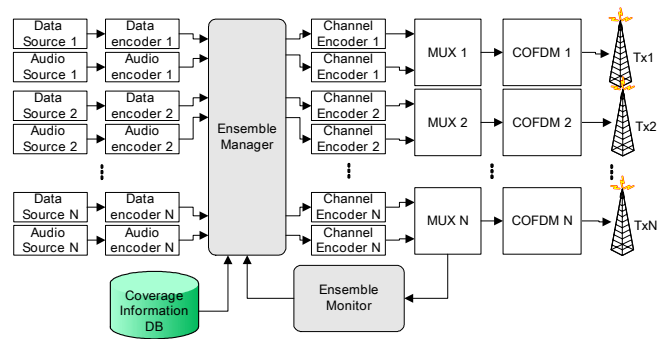 Data Source 1
Data encoder 1
Channel Encoder 1
MUX 1
COFDM 1
Tx1
Audio Source 1
Audio encoder 1
Channel Encoder 1
Data Source 2
Data encoder 2
Channel Encoder 2
MUX 2
COFDM 2
Tx2
Audio Source 2
Audio encoder 2
Channel Encoder 2
Ensemble Manager
Data Source N
Data encoder N
Channel Encoder N
MUX N
COFDM N
TxN
Audio Source N
Audio encoder N
Channel Encoder N
Coverage Information DB
Ensemble Monitor